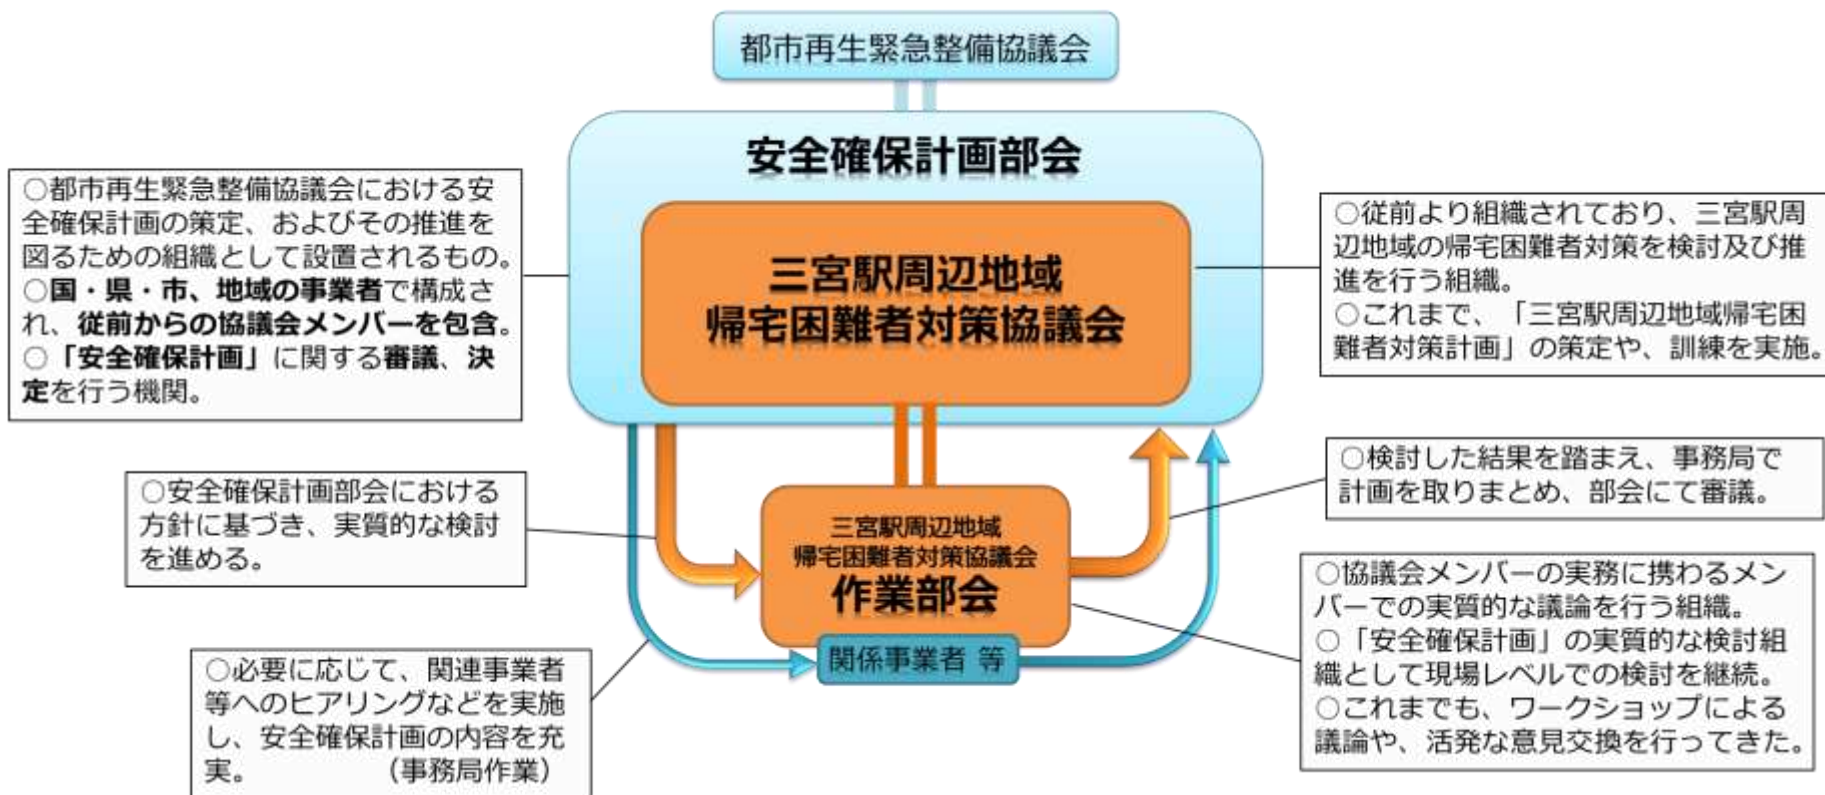 都市再生緊急整備協議会
安全確保計画部会
三宮駅周辺地域
帰宅困難者対策協議会
○都市再生緊急整備協議会における安
全確保計画の策定、およびその推進を
図るための組織として設置されるもの。
○国・県・市、地域の事業者で構成さ
れ、従前からの協議会メンバーを包含。
○「安全確保計画」に関する審議、決
定を行う機関。
○従前より組織されており、三宮駅周
辺地域の帰宅困難者対策を検討及び推
進を行う組織。
○これまで、「三宮駅周辺地域帰宅困
難者対策計画」の策定や、訓練を実施。
○安全確保計画部会における
方針に基づき、実質的な検討
を進める。
○検討した結果を踏まえ、事務局で
計画を取りまとめ、部会にて審議。
三宮駅周辺地域
帰宅困難者対策協議会
作業部会
関係事業者 等
○必要に応じて、関連事業者
等へのヒアリングなどを実施
し、安全確保計画の内容を充
実。 （事務局作業）
○協議会メンバーの実務に携わるメン
バーでの実質的な議論を行う組織。
○「安全確保計画」の実質的な検討組
織として現場レベルでの検討を継続。
○これまでも、ワークショップによる
議論や、活発な意見交換を行ってきた。